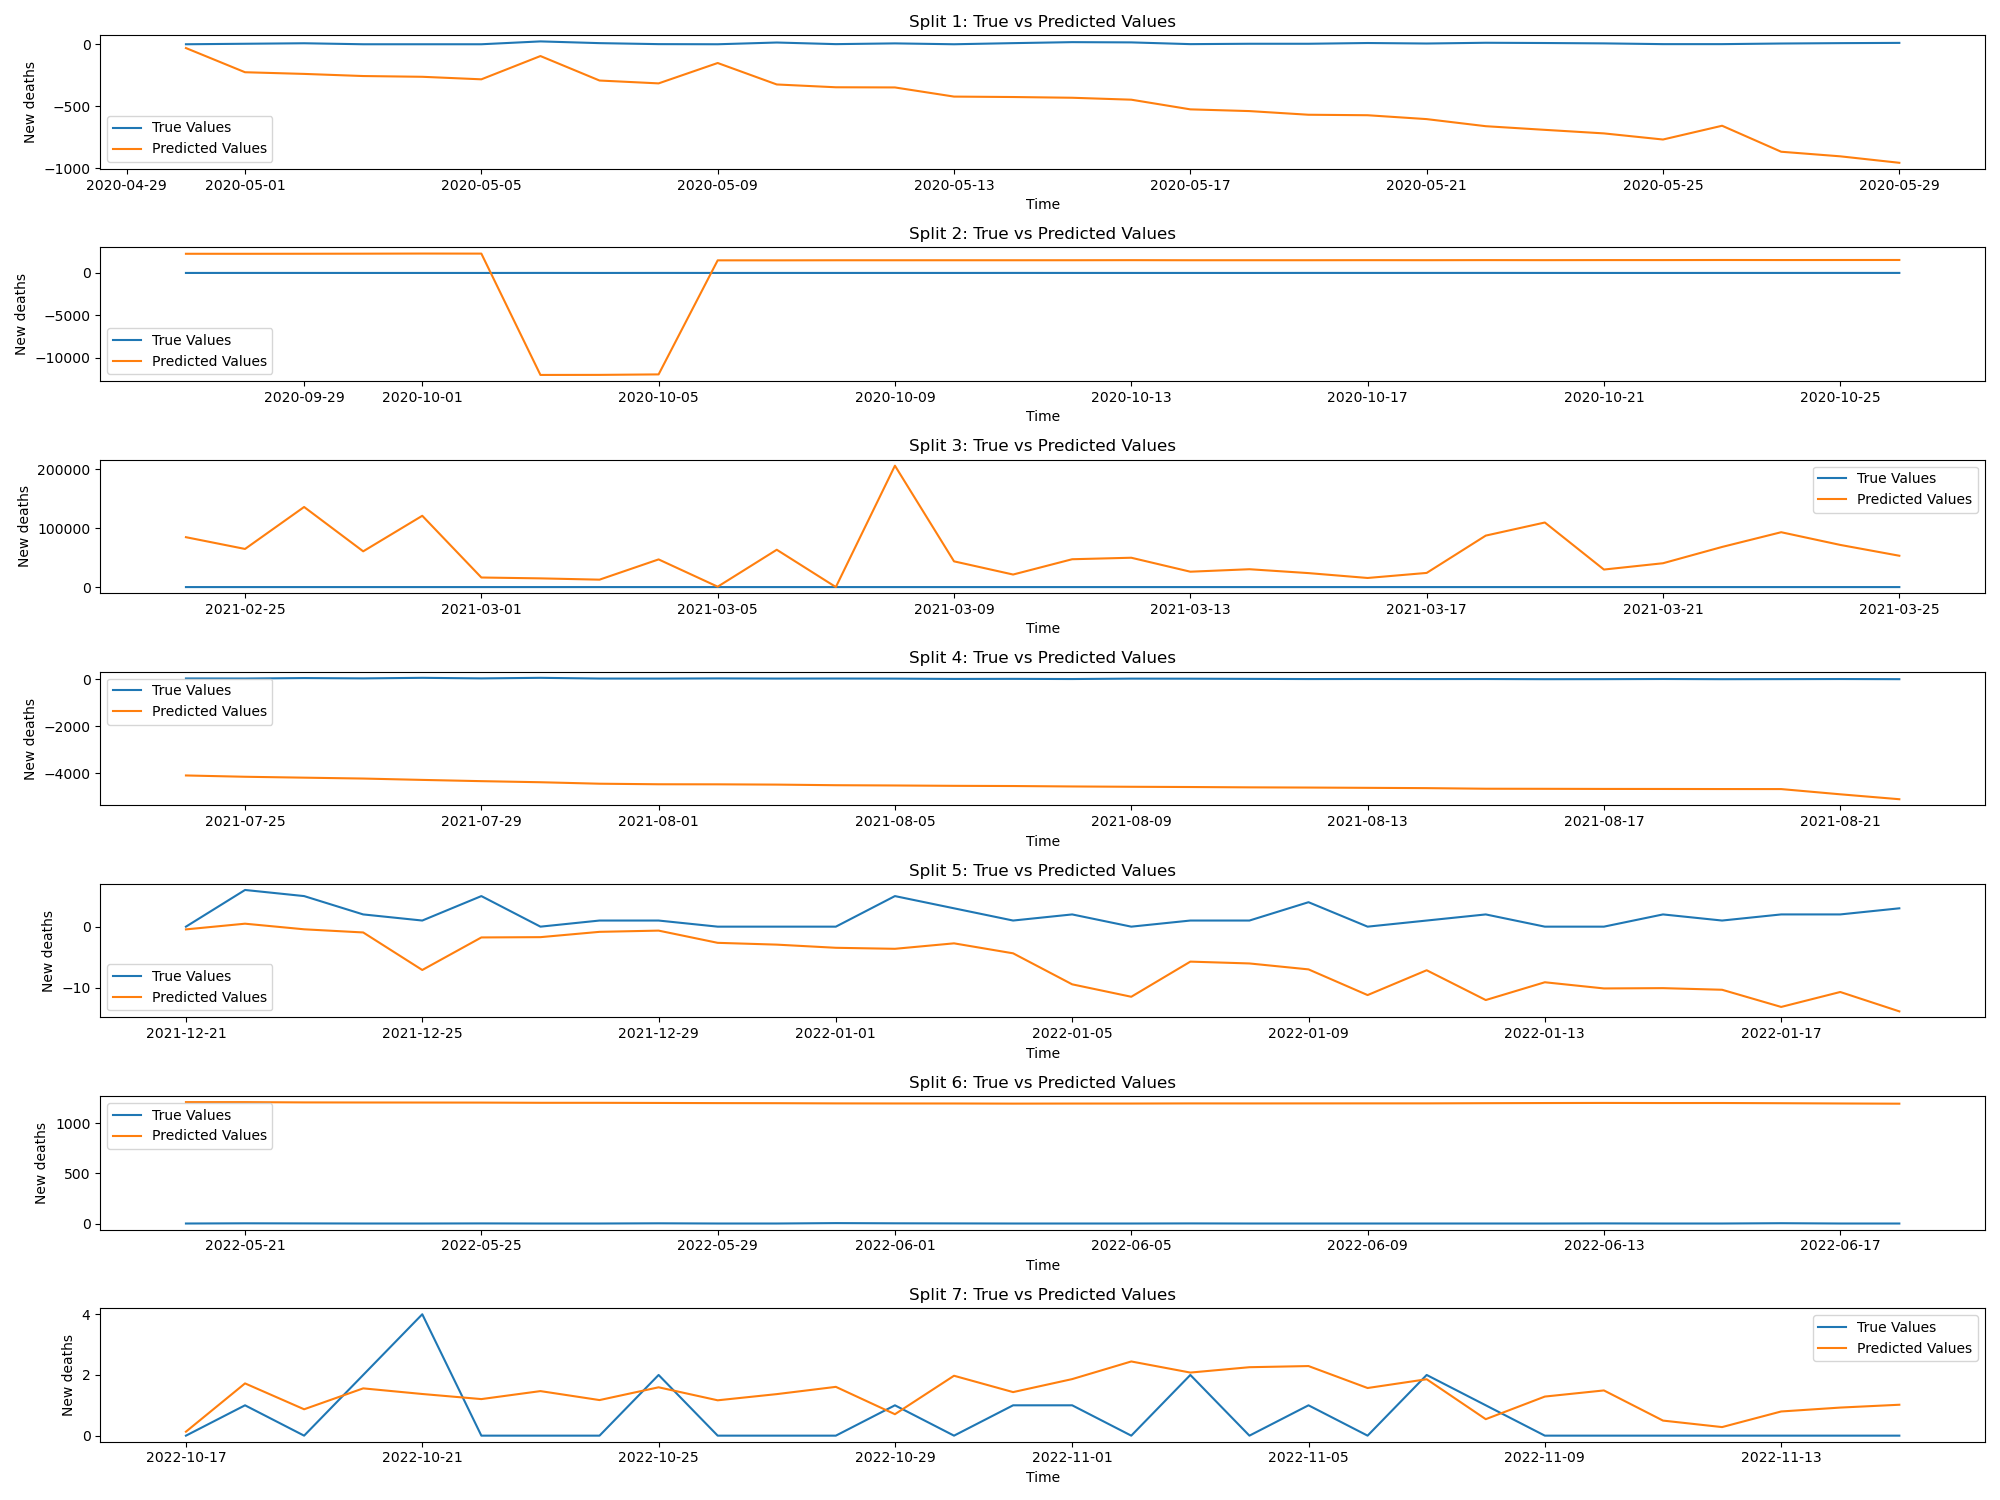 Split 1: True vs Predicted Values
New deaths
0
−500
−1000
True Values
Predicted Values
2020-04-29 2020-05-01 2020-05-05 2020-05-09 2020-05-13 2020-05-17 2020-05-21 2020-05-25 2020-05-29
Time
Split 2: True vs Predicted Values
New deaths
0
−5000
−10000
True Values
Predicted Values
2020-09-29 2020-10-01 2020-10-05 2020-10-09 2020-10-13 2020-10-17 2020-10-21 2020-10-25
Time
Split 3: True vs Predicted Values
New deaths
200000
100000
0
True Values
Predicted Values
2021-02-25 2021-03-01 2021-03-05 2021-03-09 2021-03-13 2021-03-17 2021-03-21 2021-03-25
Time
Split 4: True vs Predicted Values
New deaths
0
−2000
−4000
True Values
Predicted Values
2021-07-25 2021-07-29 2021-08-01 2021-08-05 2021-08-09 2021-08-13 2021-08-17 2021-08-21
Time
Split 5: True vs Predicted Values
New deaths
0
−10
True Values
Predicted Values
2021-12-21 2021-12-25 2021-12-29 2022-01-01 2022-01-05 2022-01-09 2022-01-13 2022-01-17
Time
Split 6: True vs Predicted Values
New deaths
1000
500
0
True Values
Predicted Values
2022-05-21 2022-05-25 2022-05-29 2022-06-01 2022-06-05 2022-06-09 2022-06-13 2022-06-17
Time
Split 7: True vs Predicted Values
New deaths
4
2
0
True Values
Predicted Values
2022-10-17 2022-10-21 2022-10-25 2022-10-29 2022-11-01 2022-11-05 2022-11-09 2022-11-13
Time